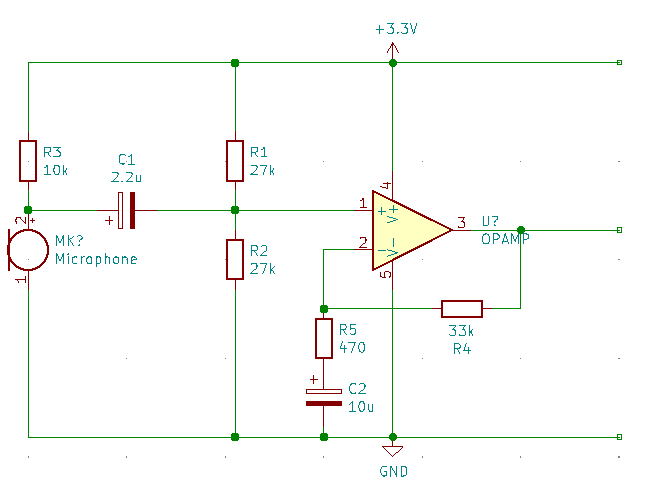 +3.3V
R3
10k
C1
2.2u
+
R1
27k
4
1
+
V+
3
U?
OPAMP
2
-
V-
5
2
+
MK?
Microphone
1
R2
27k
R5
470
33k
R4
+
C2
10u
GND